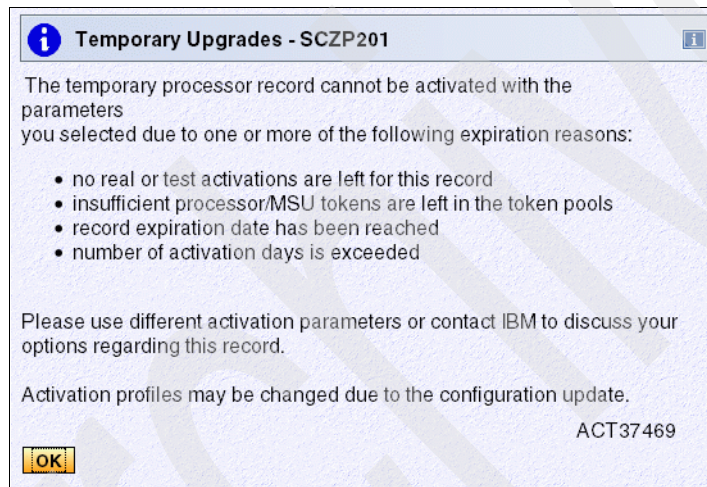 Temporary Upgrades - SCZP201
The temporary processor record cannot be activated with the
parameters
you selected due to one or more of the following expiration reasons:
• no real or test activations are left for this record
• insufficient processor/MSU tokens are left in the token pools
• record expiration date has been reached
• number of activation days is exceeded
Please use different activation parameters or contact IBM to discuss your
options regarding this record.
Activation profiles may be changed due to the configuration update.
ACT37469
OK